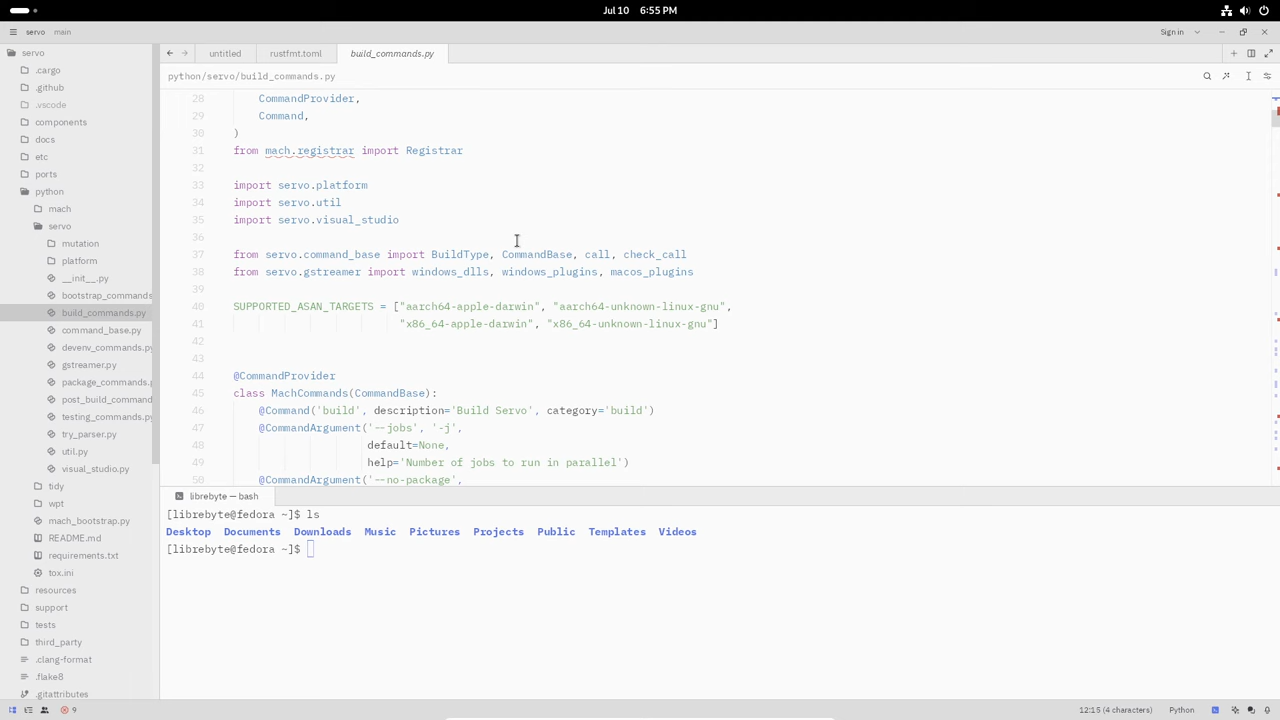 Jul 10 6:55 PM
servo main
Sign in
servo
.cargo
.github
.vscode
components
docs
etc
ports
python
mach
servo
mutation
platform
__init__.py
bootstrap_commands
build_commands.py
command_base.py
devenv_commands.py
gstreamer.py
package_commands.p
post_build_command
testing_commands.py
try_parser.py
util.py
visual_studio.py
tidy
wpt
mach_bootstrap.py
README.md
requirements.txt
tox.ini
resources
support
tests
third_party
.clang-format
.flake8
.gitattributes
untitled rustfmt.toml build_commands.py
python/servo/build_commands.py
28 CommandProvider,
29 Command,
30 )
31 from mach.registrar import Registrar
32
33 import servo.platform
34 import servo.util
35 import servo.visual_studio
36
37 from servo.command_base import BuildType, CommandBase, call, check_call
38 from servo.gstreamer import windows_dlls, windows_plugins, macos_plugins
39
40 SUPPORTED_ASAN_TARGETS = ["aarch64-apple-darwin", "aarch64-unknown-linux-gnu",
41 "x86_64-apple-darwin", "x86_64-unknown-linux-gnu"]
42
43
44 @CommandProvider
45 class MachCommands(CommandBase):
46 @Command('build', description='Build Servo', category='build')
47 @CommandArgument('--jobs', '-j',
48 default=None,
49 help='Number of jobs to run in parallel')
50 @CommandArgument('--no-package',
librebyte — bash
[librebyte@fedora ~]$ ls
Desktop Documents Downloads Music Pictures Projects Public Templates Videos
[librebyte@fedora ~]$
9
12:15 (4 characters) Python